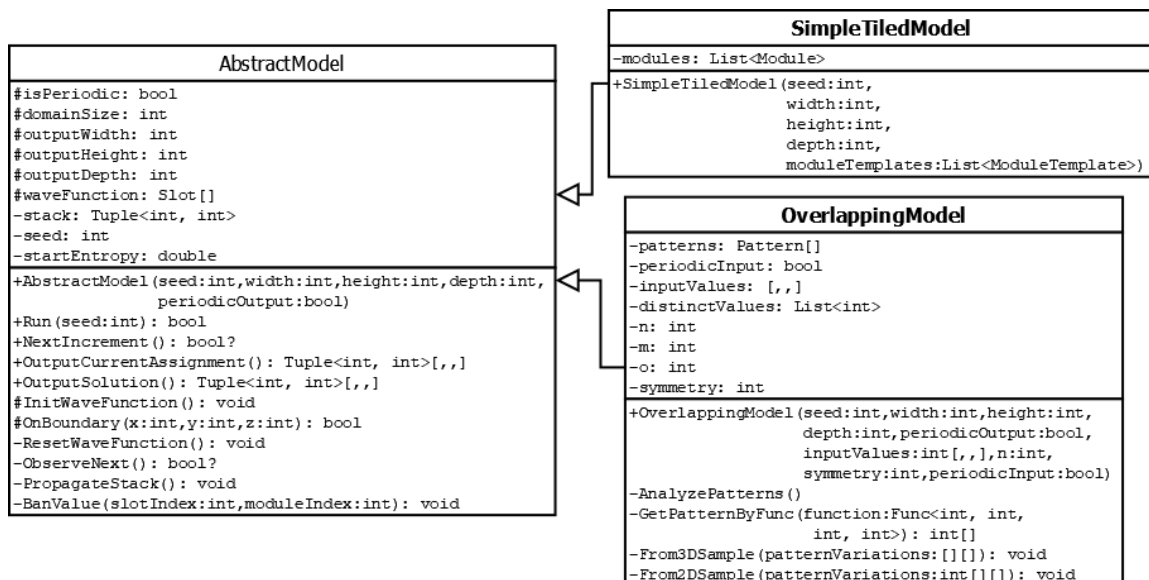 AbstractModel
#isPeriodic: bool
#domainSize: int
#outputWidth: int
#outputHeight: int
#outputDepth: int
#waveFunction: Slot[]
-stack: Tuple<int, int>
-seed: int
-startEntropy: double
+AbstractModel(seed:int,width:int,height:int,depth:int,
periodicOutput:bool)
+Run(seed:int): bool
+NextIncrement(): bool?
+OutputCurrentAssignment(): Tuple<int, int>[,,]
+OutputSolution(): Tuple<int, int>[,,]
#InitWaveFunction(): void
#OnBoundary(x:int,y:int,z:int): bool
-ResetWaveFunction(): void
-ObserveNext(): bool?
-PropagateStack(): void
-BanValue(slotIndex:int,moduleIndex:int): void
SimpleTiledModel
-modules: List<Module>
+SimpleTiledModel(seed:int,
width:int,
height:int,
depth:int,
moduleTemplates:List<ModuleTemplate>)
OverlappingModel
-patterns: Pattern[]
-periodicInput: bool
-inputValues: [,,]
-distinctValues: List<int>
-n: int
-m: int
-o: int
-symmetry: int
+OverlappingModel(seed:int,width:int,height:int,
depth:int,periodicOutput:bool,
inputValues:int[,,],n:int,
symmetry:int,periodicInput:bool)
-AnalyzePatterns()
-GetPatternByFunc(function:Func<int, int,
int, int>): int[]
-From3DSample(patternVariations:[][]): void
-From2DSample(patternVariations:int[][]): void